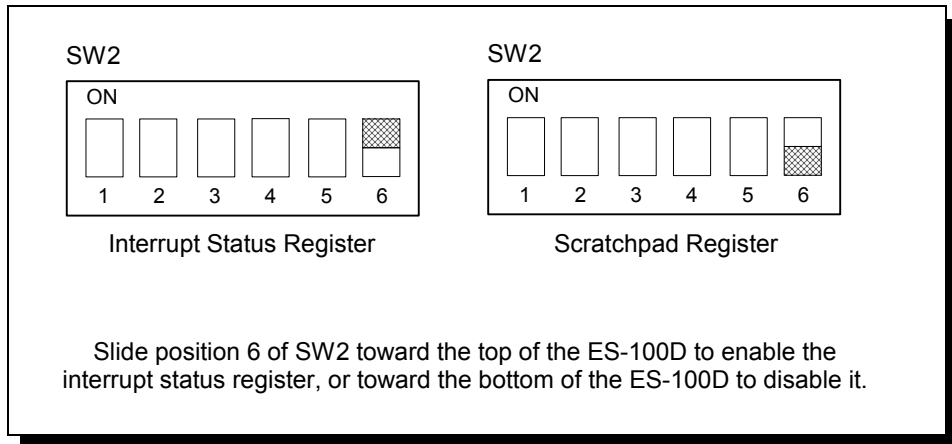 SW2
ON
1 2 3 4 5 6
Interrupt Status Register
SW2
ON
1 2 3 4 5 6
Scratchpad Register
Slide position 6 of SW2 toward the top of the ES-100D to enable the
interrupt status register, or toward the bottom of the ES-100D to disable it.